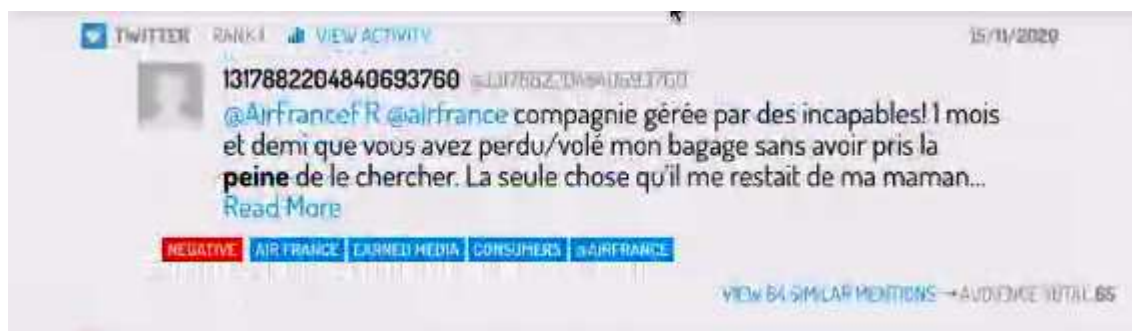 TWITTER RANK 1 VIEW ACTIVITY 15/11/2020
1317882204840693760 @1317882204840693760
@AirFranceFR @airfrance compagnie gérée par des incapables! 1 mois
et demi que vous avez perdu/volé mon bagage sans avoir pris la
peine de le chercher. La seule chose qu'il me restait de ma maman...
Read More
NEGATIVE AIR FRANCE EARNED MEDIA CONSUMERS @AIRFRANCE
VIEW 64 SIMILAR MENTIONS → AUDIENCE TOTAL 65